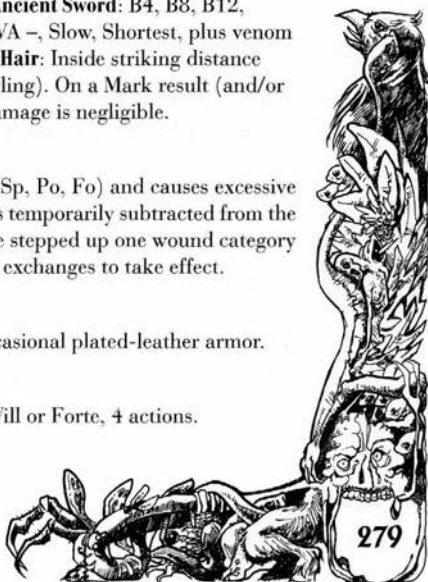 Ancient Sword: B4, B8, B12,
VA –, Slow, Shortest, plus venom
Hair: Inside striking distance
ling). On a Mark result (and/or
mage is negligible.
Sp, Po, Fo) and causes excessive
s temporarily subtracted from the
e stepped up one wound category
exchanges to take effect.
casional plated-leather armor.
Will or Forte, 4 actions.
279